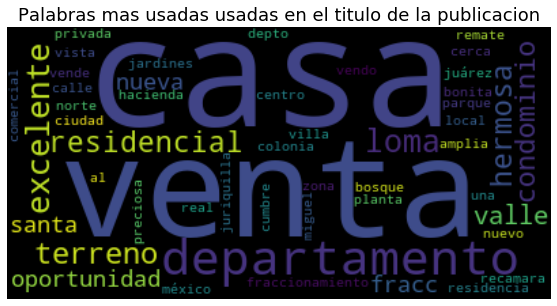 Palabras mas usadas usadas en el titulo de la publicacion
privada
depto
remate
vista
jardines
cerca
comercial
excelente
vende
nueva
casa
vendo
juárez
condominio
calle
hacienda
centro
bonita
hermosa
parque
norte
villa
local
ciudad
residencial
colonia
loma
amplia
venta
al
preciosa
juriquilla
cumbre
zona
miguel
bosque
una
real
planta
valle
santa
nuevo
terreno
departamento
oportunidad
méxico
fraccionamiento
fracc
recamara
residencia